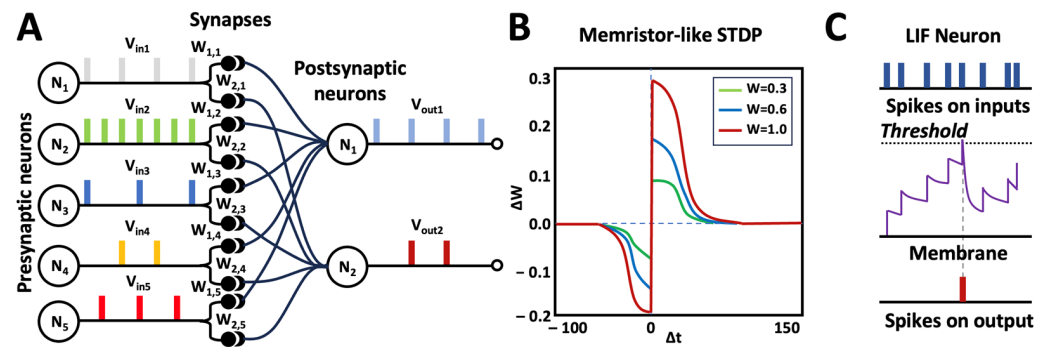 A
Synapses
Presynaptic neurons
N1
Vin1
W1,1
W2,1
N2
Vin2
W1,2
W2,2
N3
Vin3
W1,3
W2,3
N4
Vin4
W1,4
W2,4
N5
Vin5
W1,5
W2,5
Postsynaptic
neurons
N1
Vout1
N2
Vout2
B
Memristor-like STDP
W=0.3
W=0.6
W=1.0
ΔW
0.3
0.2
0.1
0.0
– 0.1
– 0.2
– 100
0
150
Δt
C
LIF Neuron
Spikes on inputs
Threshold
Membrane
Spikes on output